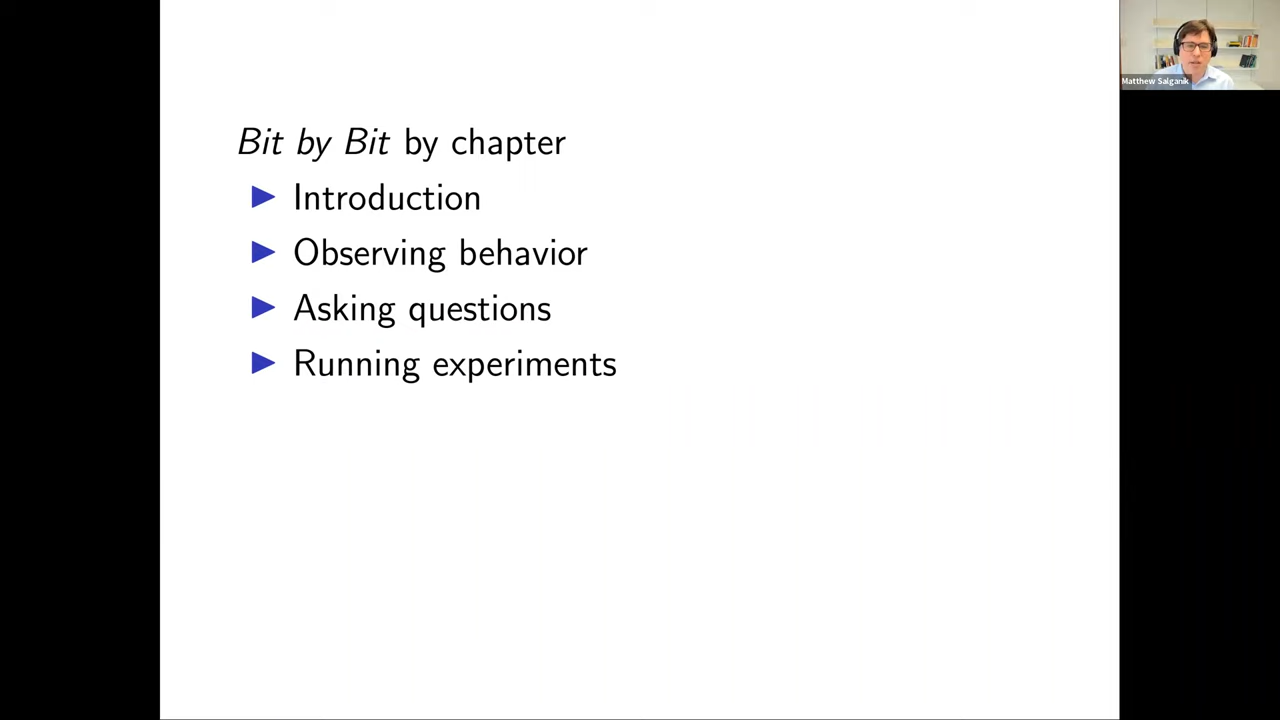 Matthew Salganik
Bit by Bit by chapter
Introduction
Observing behavior
Asking questions
Running experiments